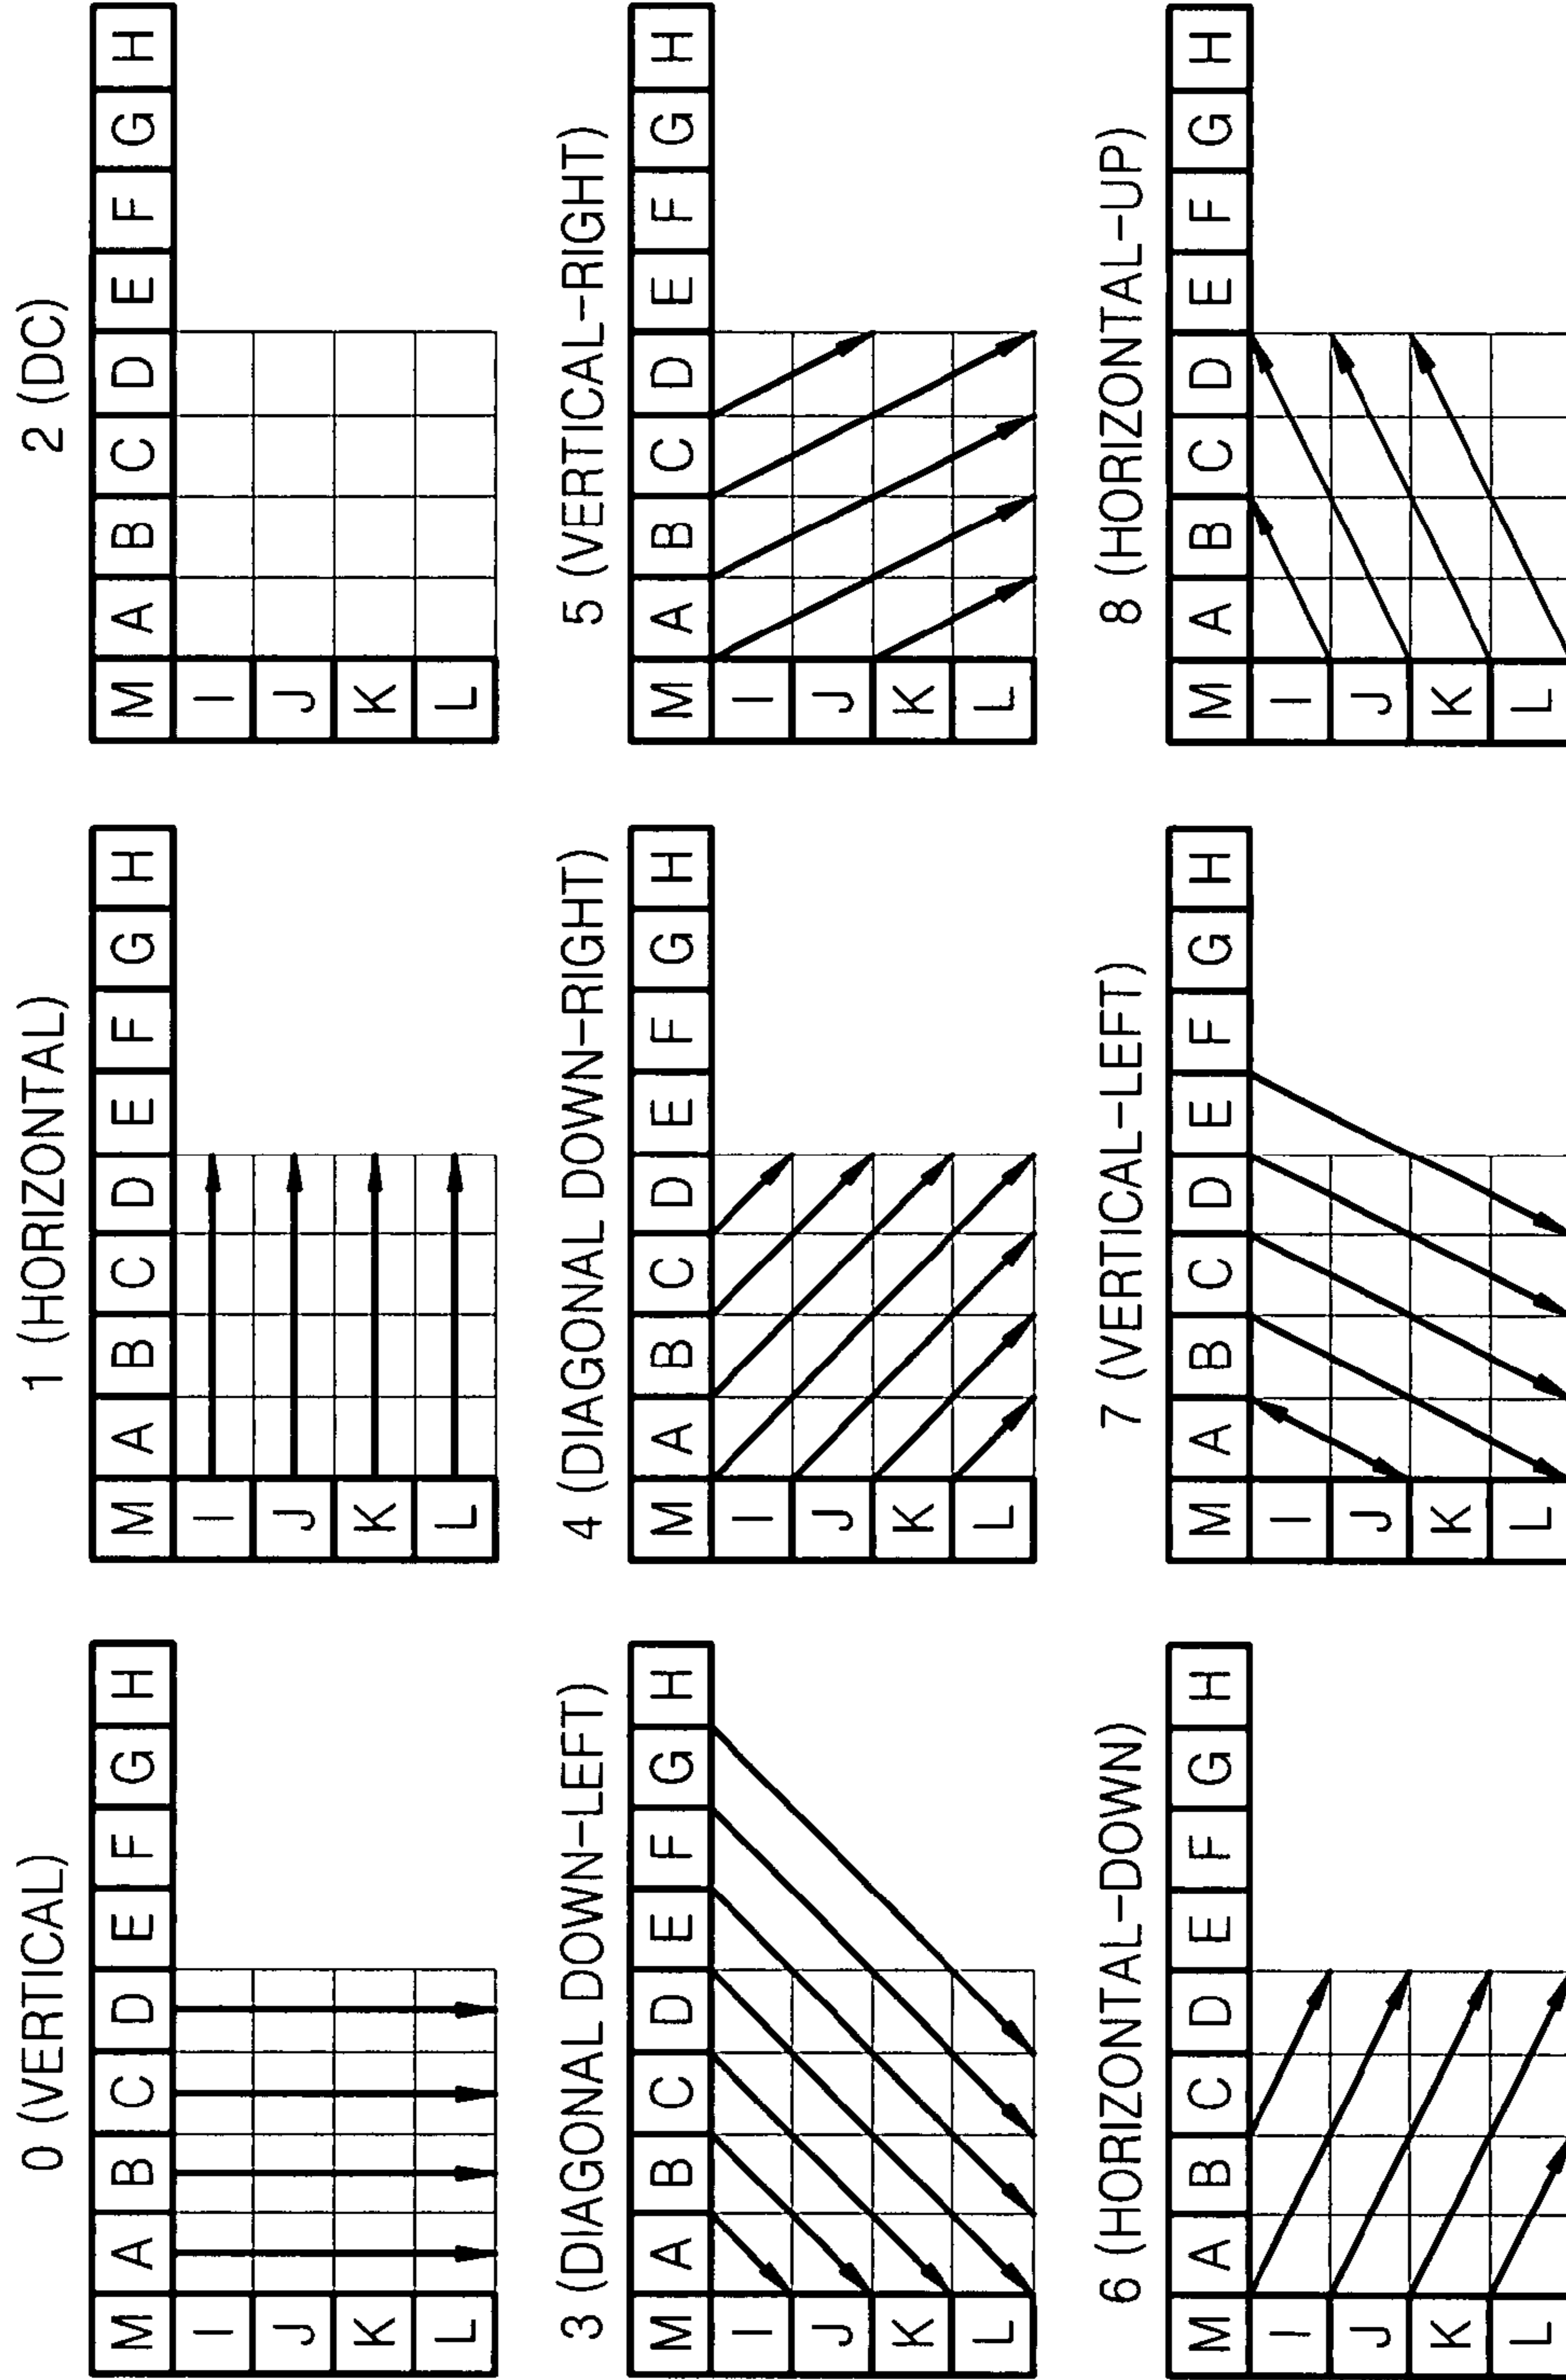 0 (VERTICAL)
M A B C D E F G H
I
J
K
L
1 (HORIZONTAL)
M A B C D E F G H
I
J
K
L
2 (DC)
M A B C D E F G H
I
J
K
L
3 (DIAGONAL DOWN-LEFT)
M A B C D E F G H
I
J
K
L
4 (DIAGONAL DOWN-RIGHT)
M A B C D E F G H
I
J
K
L
5 (VERTICAL-RIGHT)
M A B C D E F G H
I
J
K
L
6 (HORIZONTAL-DOWN)
M A B C D E F G H
I
J
K
L
7 (VERTICAL-LEFT)
M A B C D E F G H
I
J
K
L
8 (HORIZONTAL-UP)
M A B C D E F G H
I
J
K
L